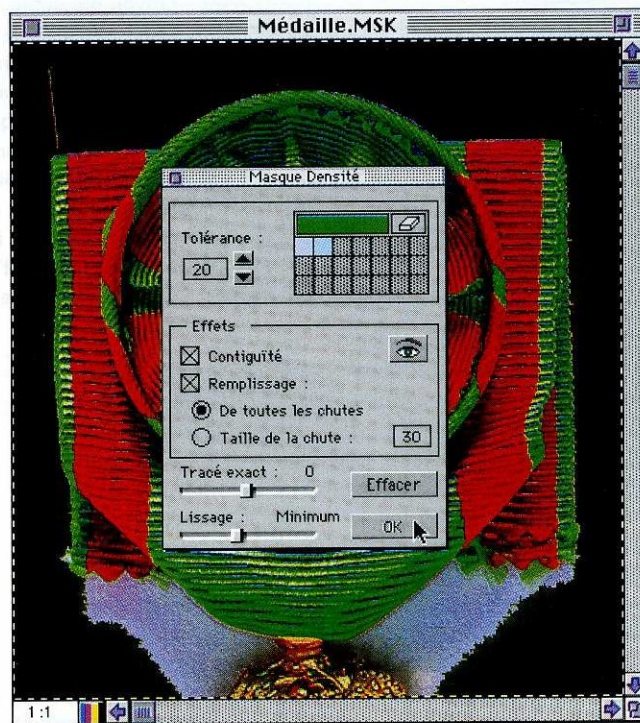 Médaille.MSK
Masque Densité
Tolérance :
20
Effets
Contiguïté
Remplissage :
De toutes les chutes
Taille de la chute : 30
Tracé exact : 0
Effacer
Lissage : Minimum
OK
1:1